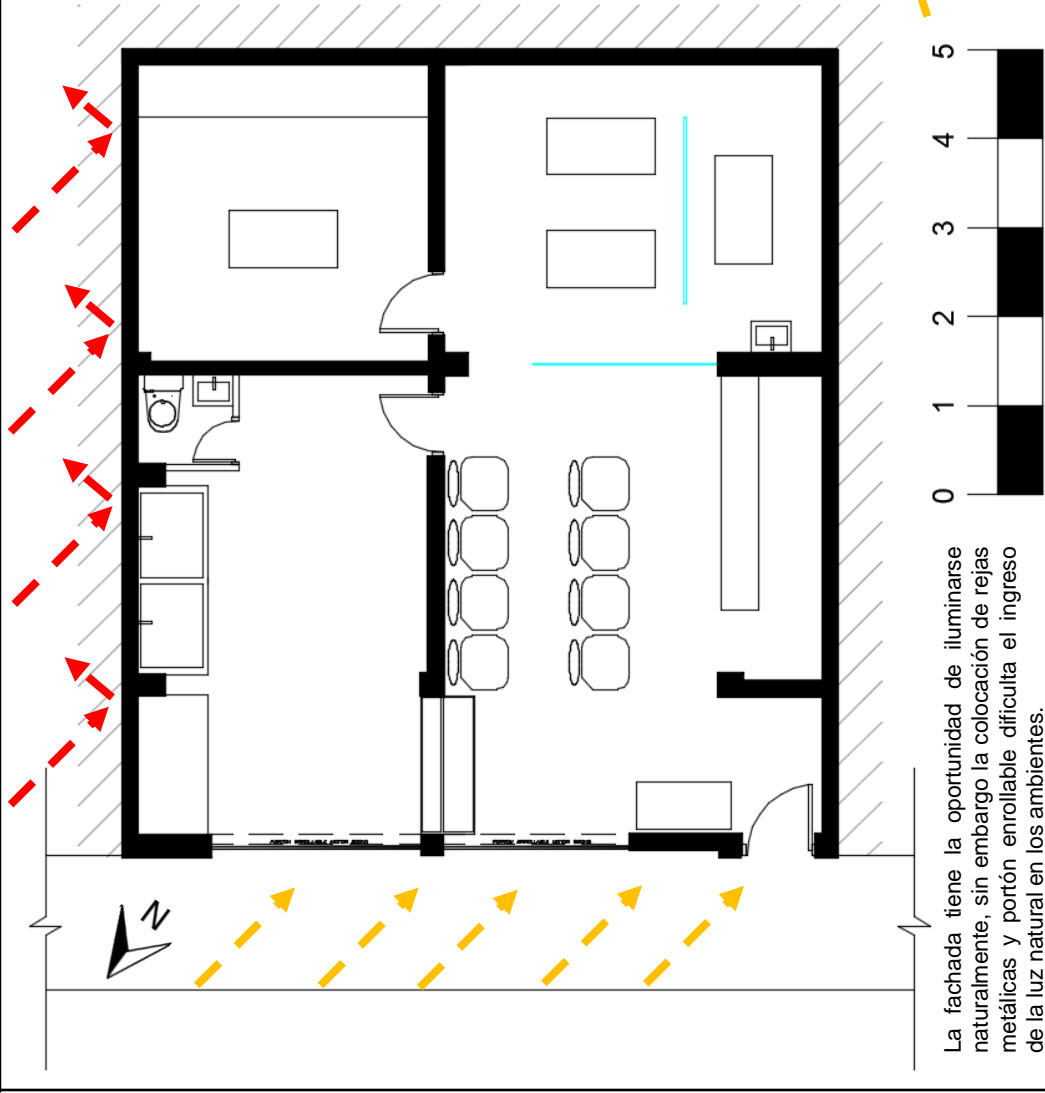 N
5
4
3
2
1
0
La fachada tiene la oportunidad de iluminarse
naturalmente, sin embargo la colocación de rejas
metálicas y portón enrollable dificulta el ingreso
de la luz natural en los ambientes.